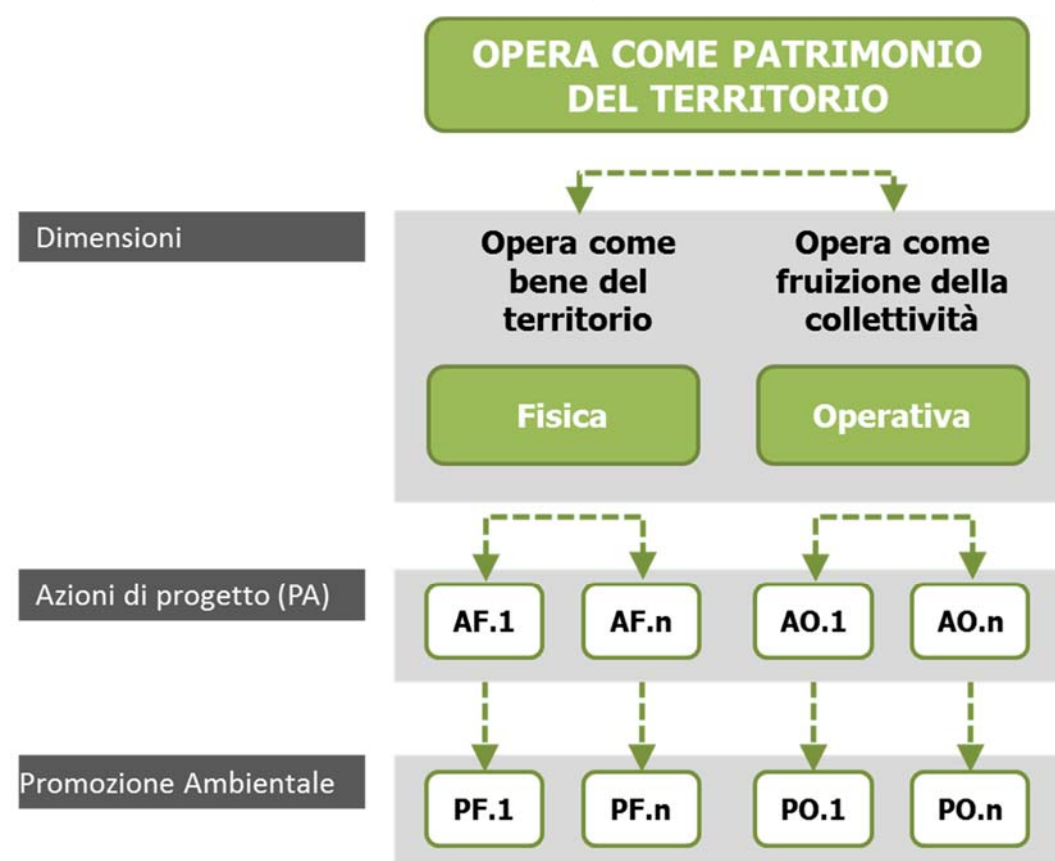 OPERA COME PATRIMONIO
DEL TERRITORIO
Dimensioni
Opera come
bene del
territorio
Opera come
fruizione della
collettività
Fisica
Operativa
Azioni di progetto (PA)
AF.1
AF.n
AO.1
AO.n
Promozione Ambientale
PF.1
PF.n
PO.1
PO.n